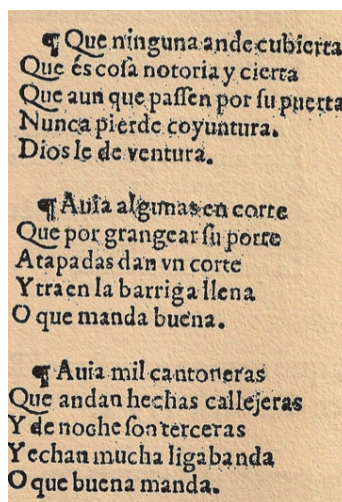 ¶ Que ninguna ande cubierta
Que és coſa notoria y cierta
Que aun que paſſen por ſu puerta
Nunca pierde coyuntura.
Dios le de ventura.
¶ Auia algunas en corte
Que por grangear ſu porte
Atapadas dan vn corte
Y traen la barriga llena
O que manda buena.
¶ Auia mil cantoneras
Que andan hechas callejeras
Y de noche ſon terceras
Y echan mucha ligabanda
O que buena manda.